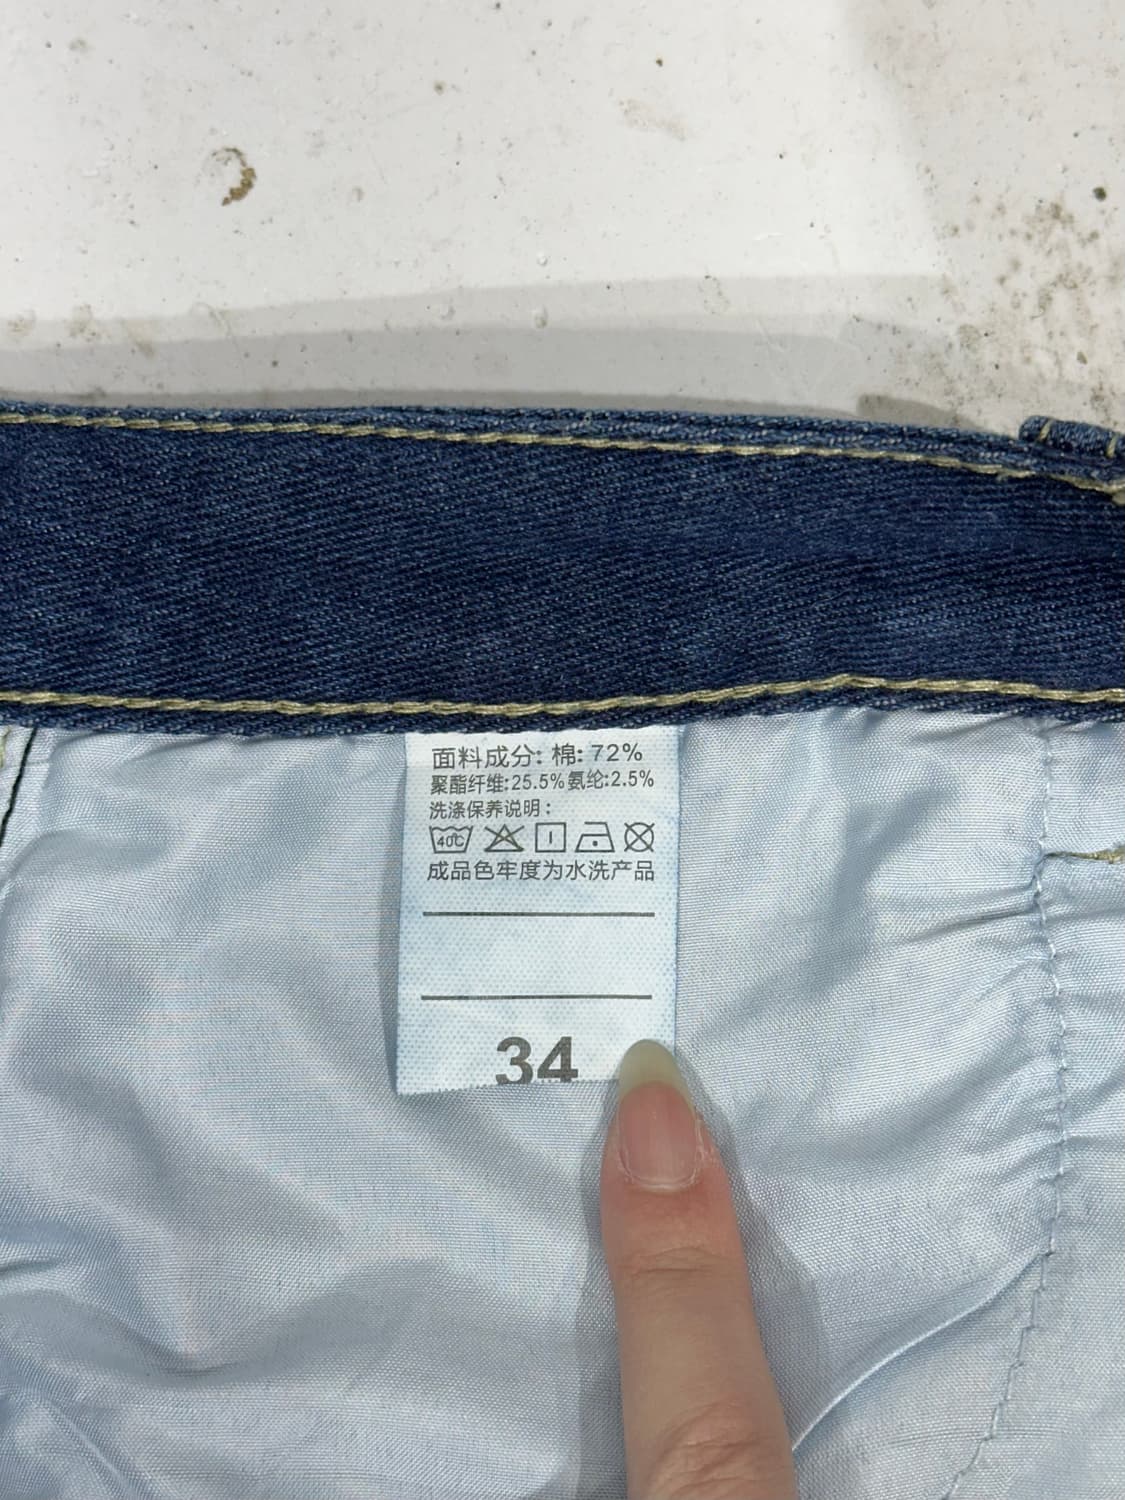 面料成分: 棉: 72%
聚酯纤维:25.5% 氨纶:2.5%
洗涤保养说明:
40℃
成品色牢度为水洗产品
34